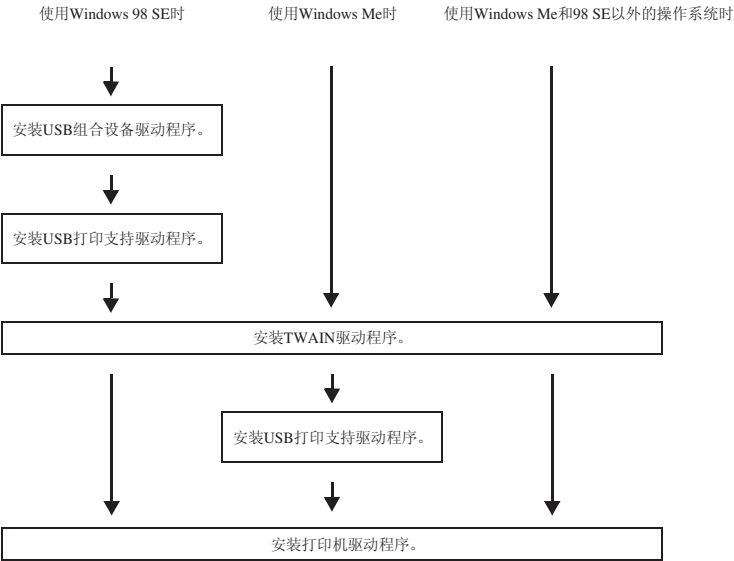 使用Windows 98 SE时
使用Windows Me时
使用Windows Me和98 SE以外的操作系统时
安装USB组合设备驱动程序。
安装USB打印支持驱动程序。
安装TWAIN驱动程序。
安装USB打印支持驱动程序。
安装打印机驱动程序。